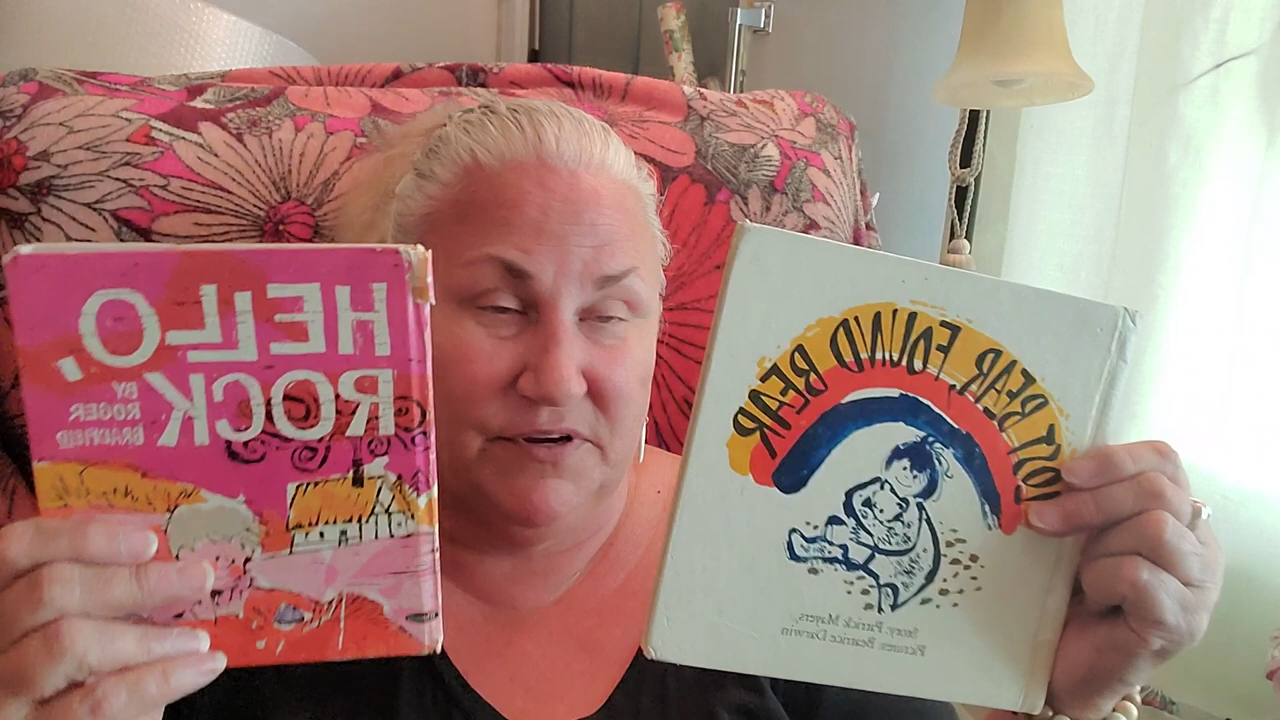 HELLO,
ROCK
BY
ROGER
BRADFIELD
LOST BEAR, FOUND BEAR
Story: Patrick Mayers,
Pictures: Beatrice Darwin